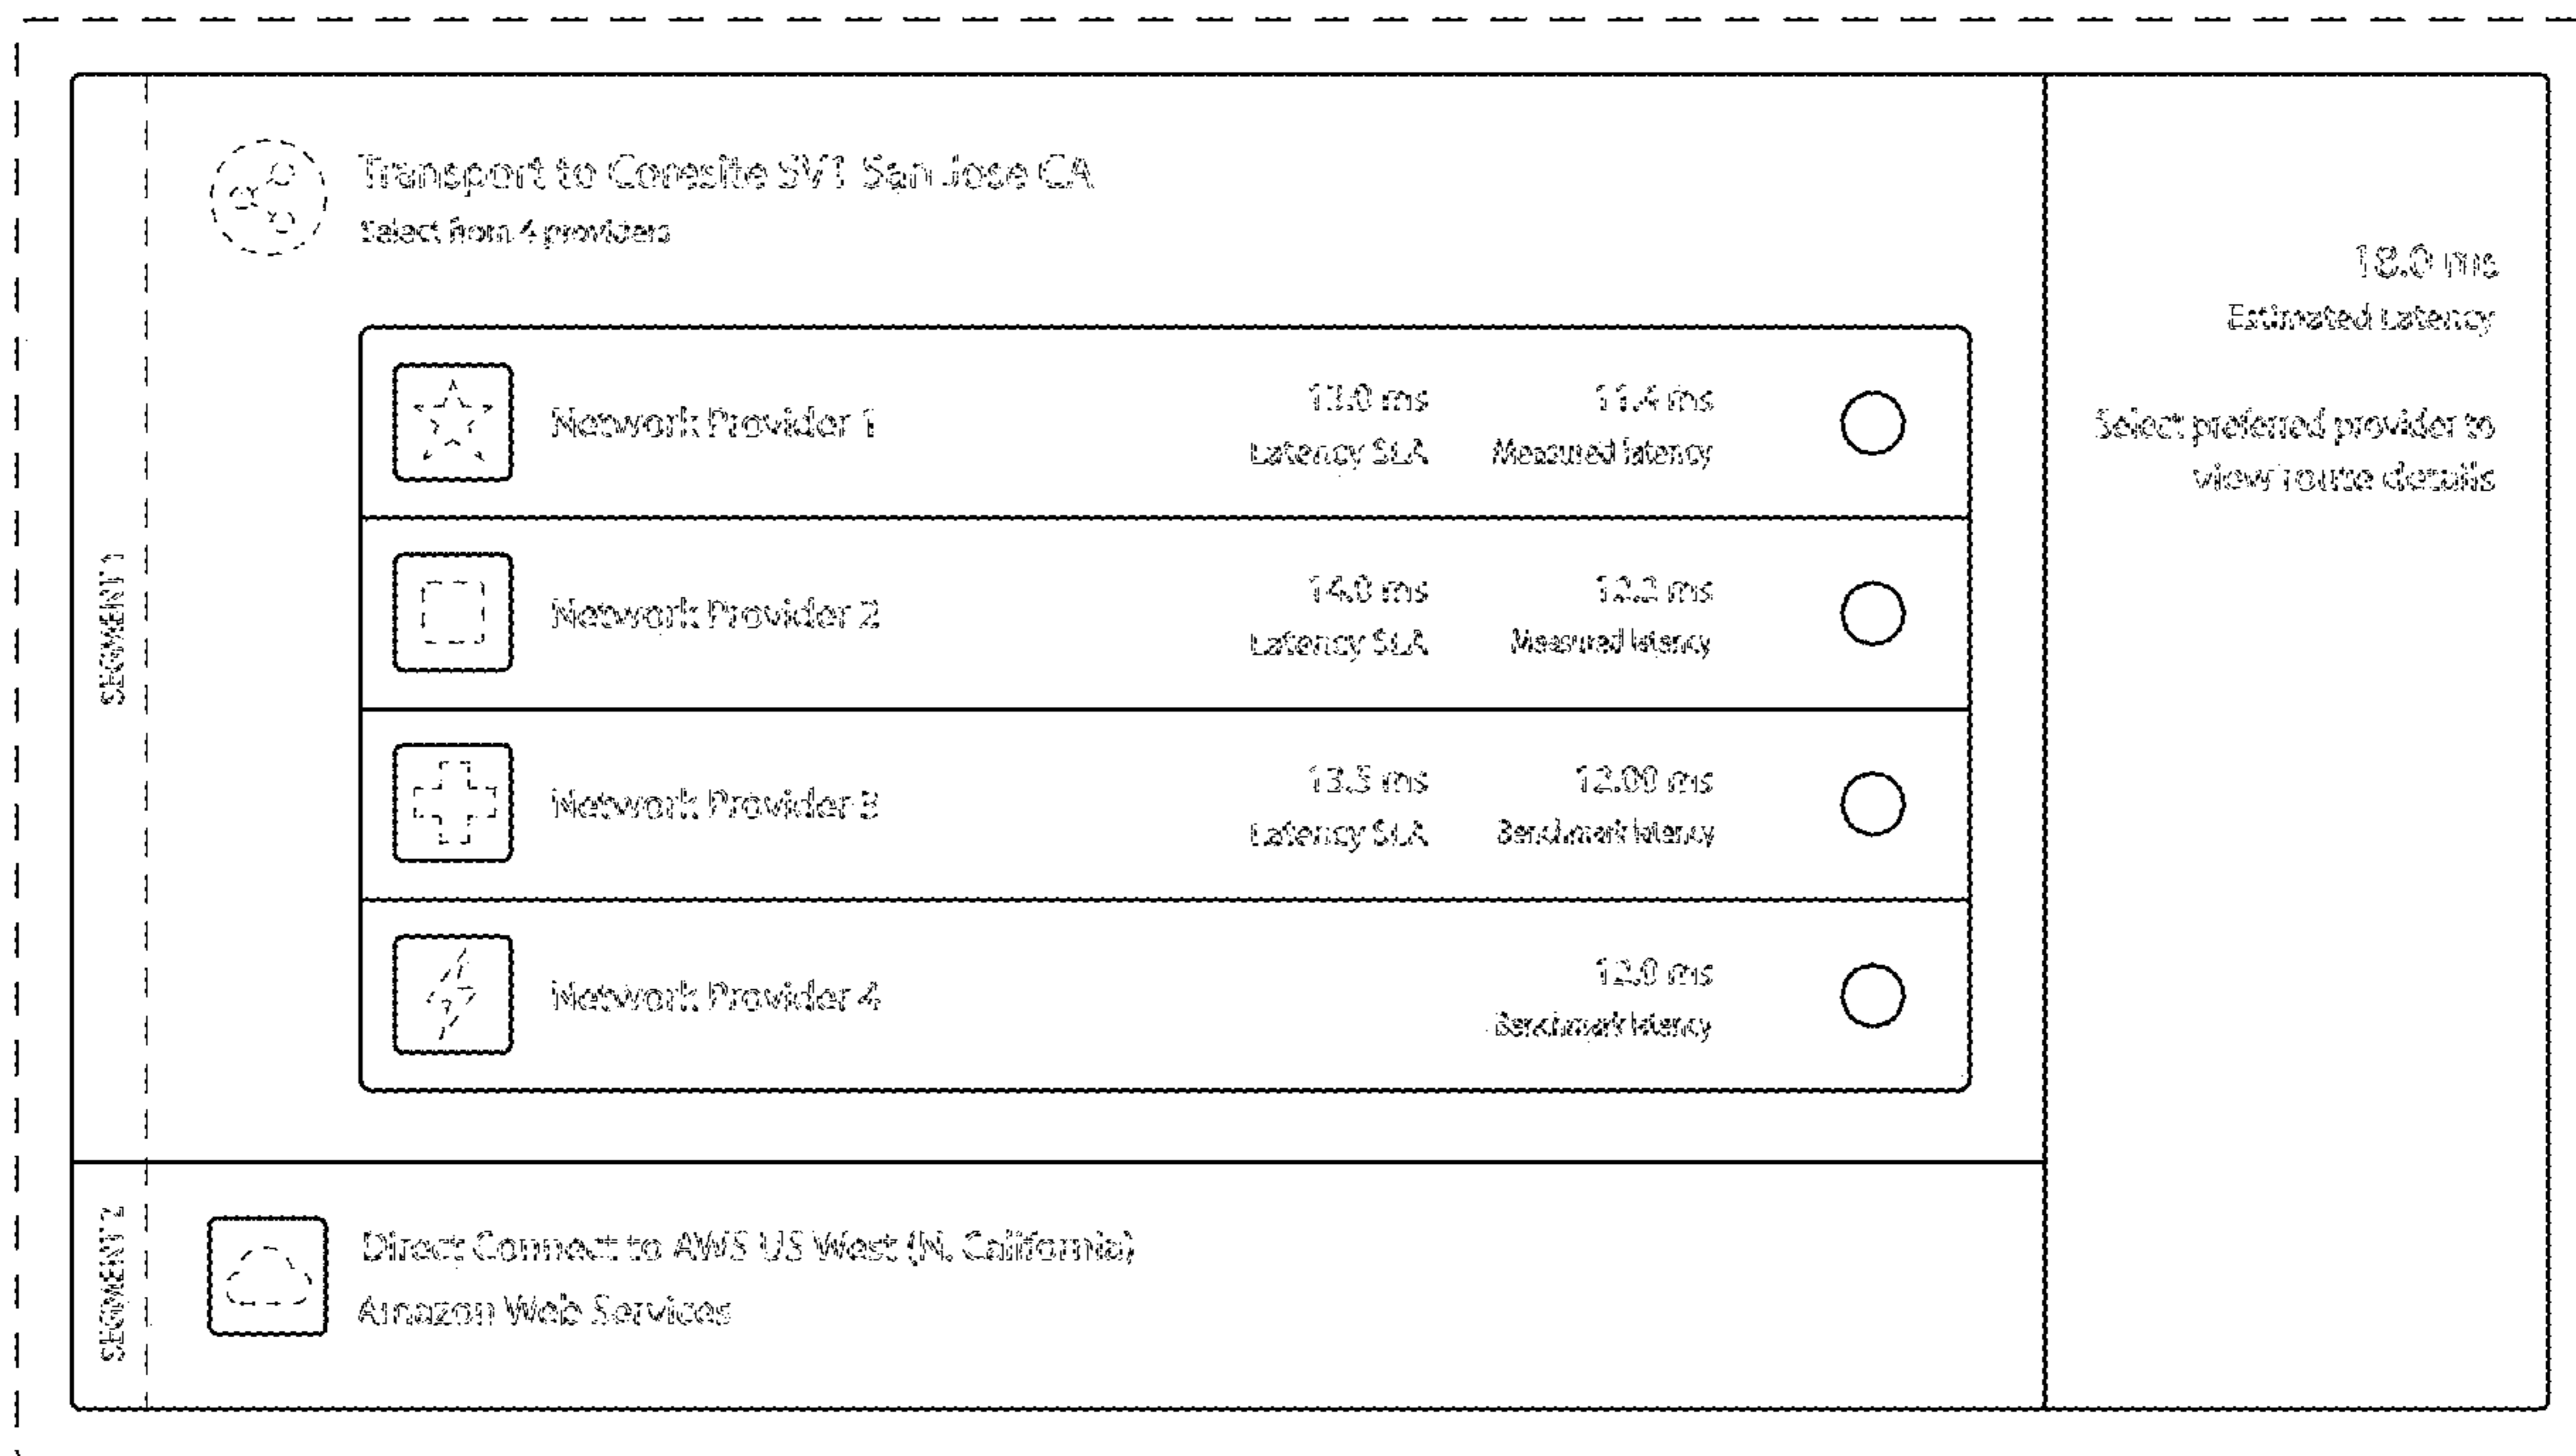 Transport to Coresite SV1 San Jose CA
Select from 4 providers
SEGMENT 1
Network Provider 1
13.0 ms
Latency SLA
11.4 ms
Measured latency
Network Provider 2
14.0 ms
Latency SLA
12.2 ms
Measured latency
Network Provider 3
13.5 ms
Latency SLA
12.00 ms
Benchmark latency
Network Provider 4
12.0 ms
Benchmark latency
18.0 ms
Estimated Latency
Select preferred provider to
view route details
SEGMENT 2
Direct Connect to AWS US West (N. California)
Amazon Web Services